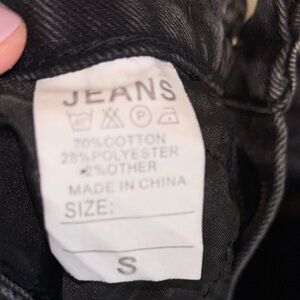 JEANS
70%COTTON
28%POLYESTER
2%OTHER
MADE IN CHINA
SIZE:
S